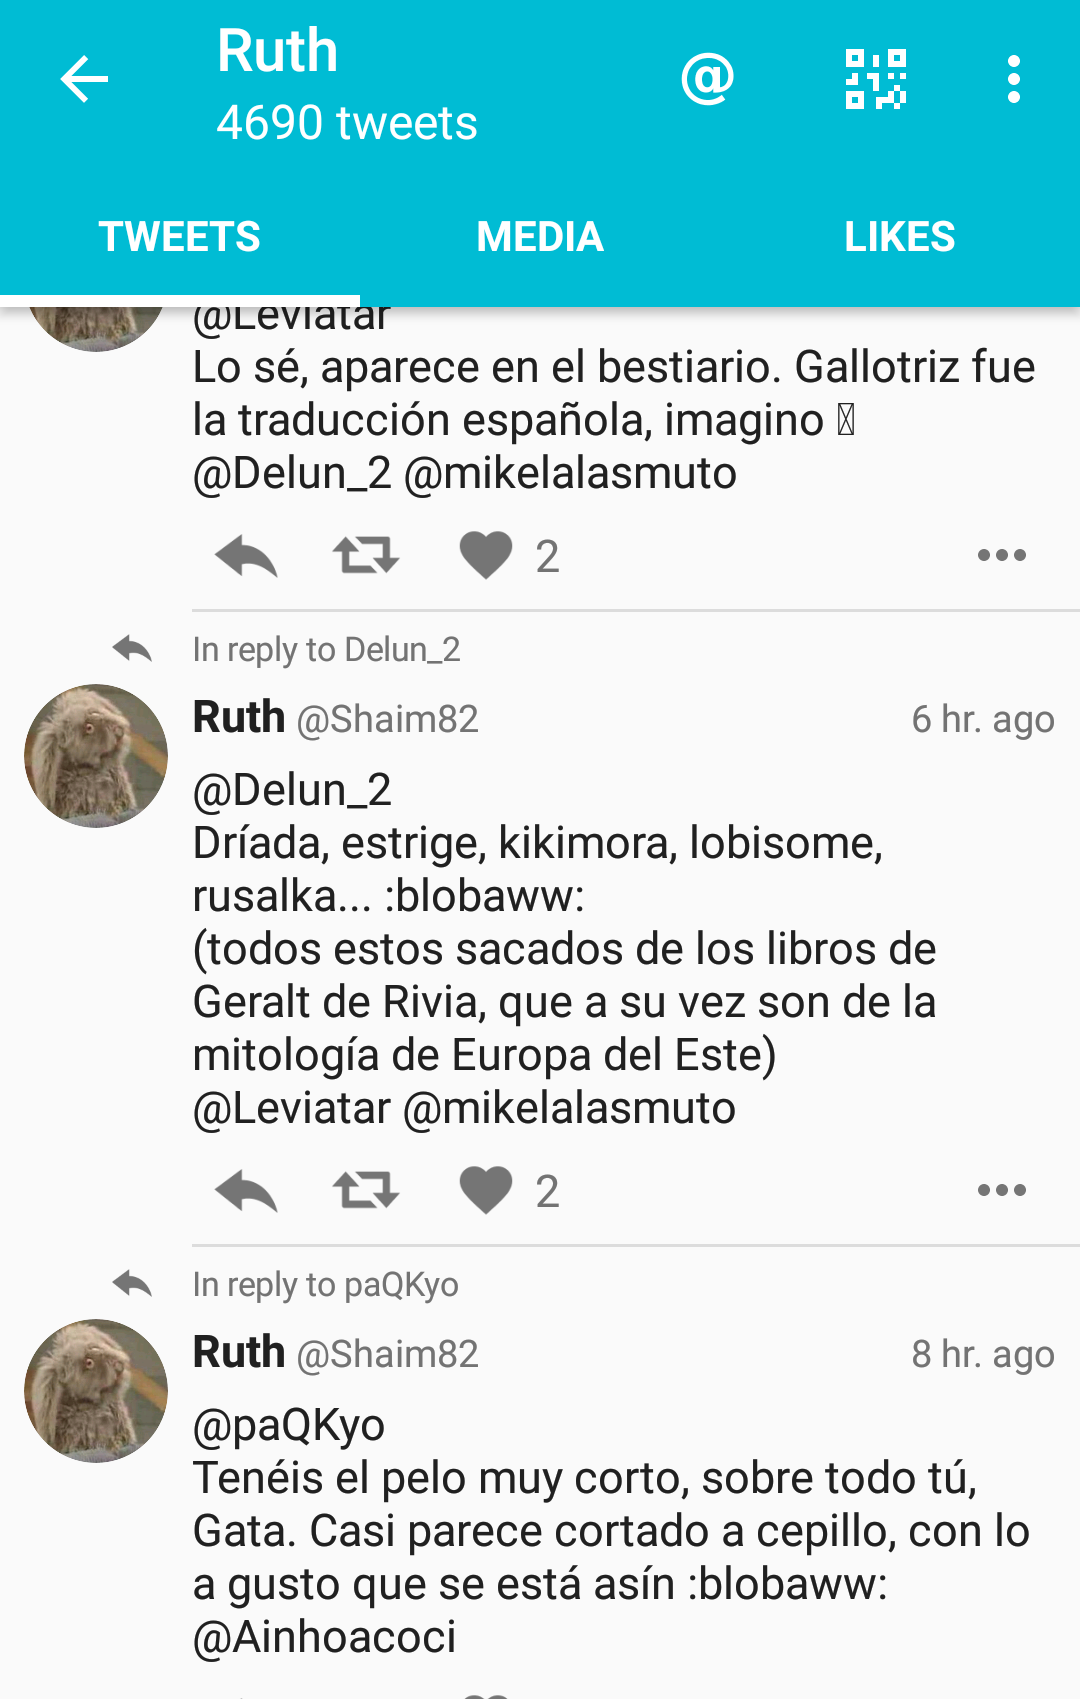 Ruth
4690 tweets
@
TWEETS MEDIA LIKES
@Leviatar
Lo sé, aparece en el bestiario. Gallotriz fue
la traducción española, imagino
@Delun_2 @mikelalasmuto
2
In reply to Delun_2
Ruth @Shaim82 6 hr. ago
@Delun_2
Dríada, estrige, kikimora, lobisome,
rusalka... :blobaww:
(todos estos sacados de los libros de
Geralt de Rivia, que a su vez son de la
mitología de Europa del Este)
@Leviatar @mikelalasmuto
2
In reply to paQKyo
Ruth @Shaim82 8 hr. ago
@paQKyo
Tenéis el pelo muy corto, sobre todo tú,
Gata. Casi parece cortado a cepillo, con lo
a gusto que se está asín :blobaww:
@Ainhoacoci